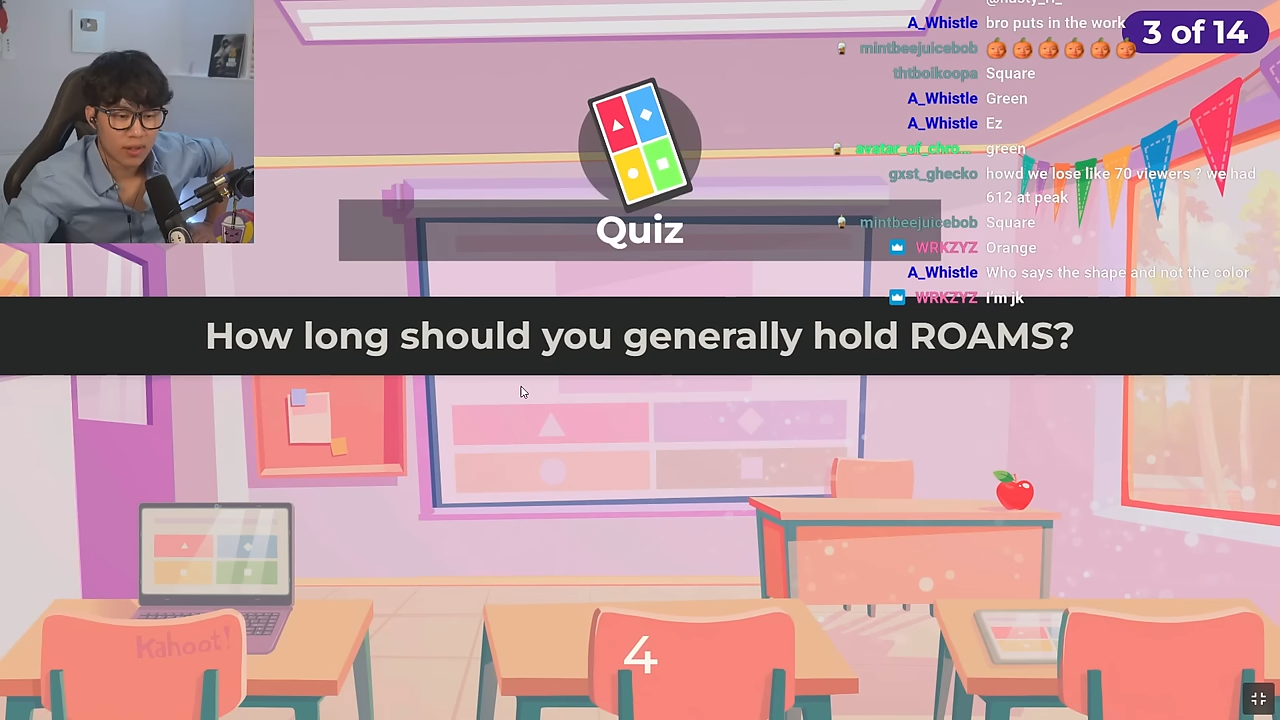 A_Whistle bro puts in the work
3 of 14
mintbeejuicebob
thtboikoopa Square
A_Whistle Green
A_Whistle Ez
avatar_of_chro... green
gxst_ghecko howd we lose like 70 viewers ? we had
612 at peak
mintbeejuicebob Square
WRKZYZ Orange
A_Whistle Who says the shape and not the color
WRKZYZ I'm jk
Quiz
How long should you generally hold ROAMS?
Kahoot!
4